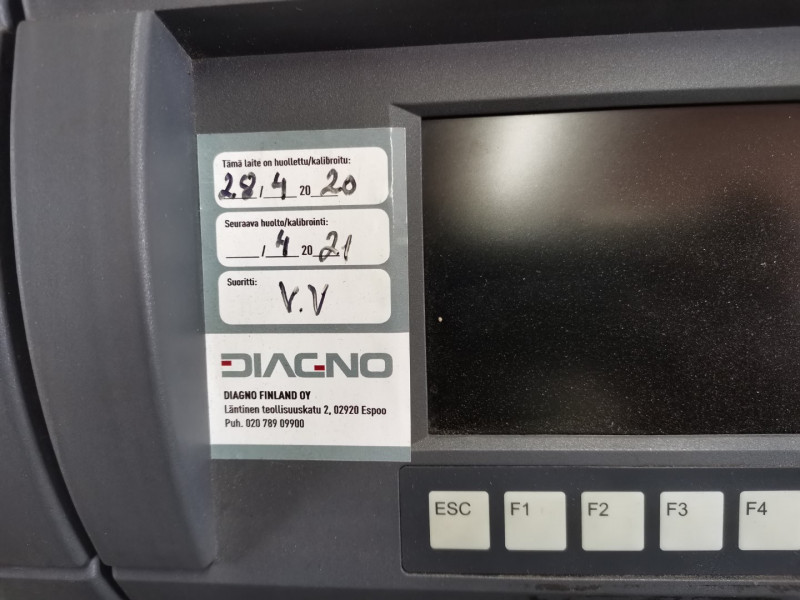 Tämä laite on huollettu/kalibroitu:
28 / 4 20 20
Seuraava huolto/kalibrointi:
/ 4 20 21
Suoritti:
V.V
DIAGNO
DIAGNO FINLAND OY
Läntinen teollisuuskatu 2, 02920 Espoo
Puh. 020 789 09900
ESC F1 F2 F3 F4